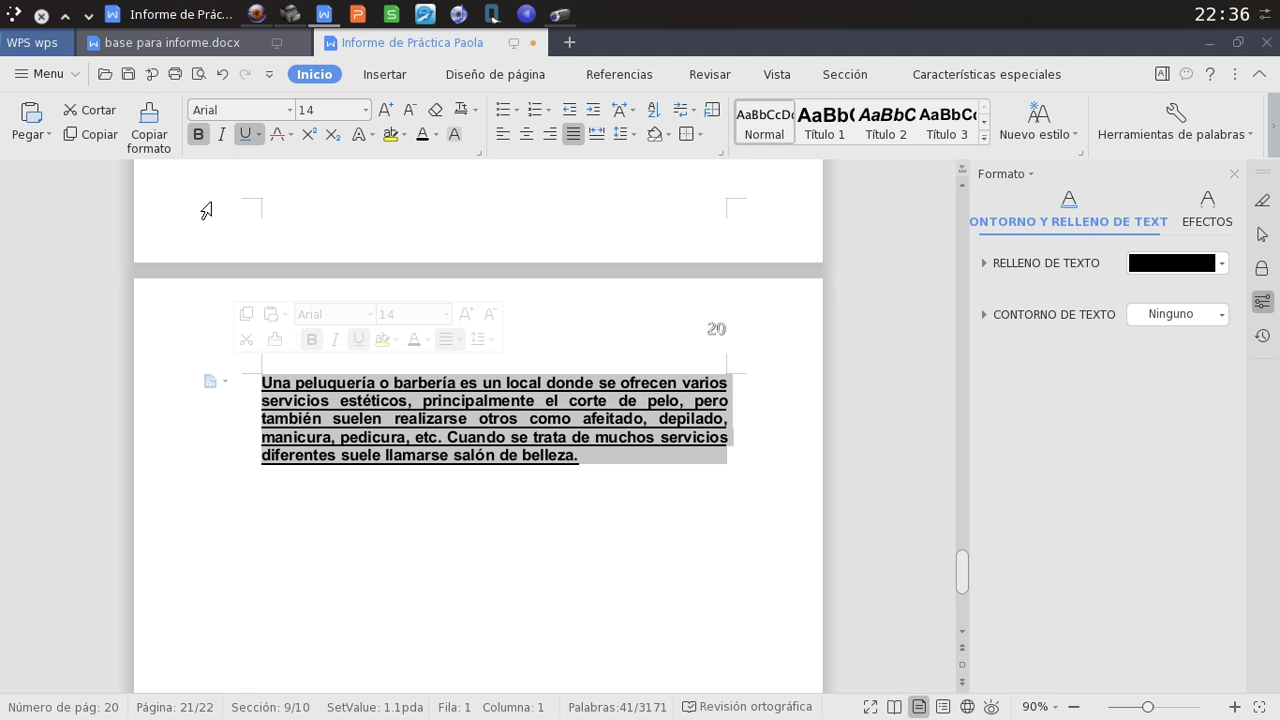 Informe de Prác... 22:36
WPS wps base para informe.docx Informe de Práctica Paola
Menu Inicio Insertar Diseño de página Referencias Revisar Vista Sección Características especiales
Pegar Cortar Copiar Copiar formato Arial 14 AaBbCcDc Normal AaBb( Título 1 AaBbC Título 2 AaBbCc Título 3 Nuevo estilo Herramientas de palabras
Formato
ONTORNO Y RELLENO DE TEXT EFECTOS
RELLENO DE TEXTO
CONTORNO DE TEXTO Ninguno
Arial 14
20
Una peluquería o barbería es un local donde se ofrecen varios
servicios estéticos, principalmente el corte de pelo, pero
también suelen realizarse otros como afeitado, depilado,
manicura, pedicura, etc. Cuando se trata de muchos servicios
diferentes suele llamarse salón de belleza.
Número de pág: 20 Página: 21/22 Sección: 9/10 SetValue: 1.1pda Fila: 1 Columna: 1 Palabras:41/3171 Revisión ortográfica 90%